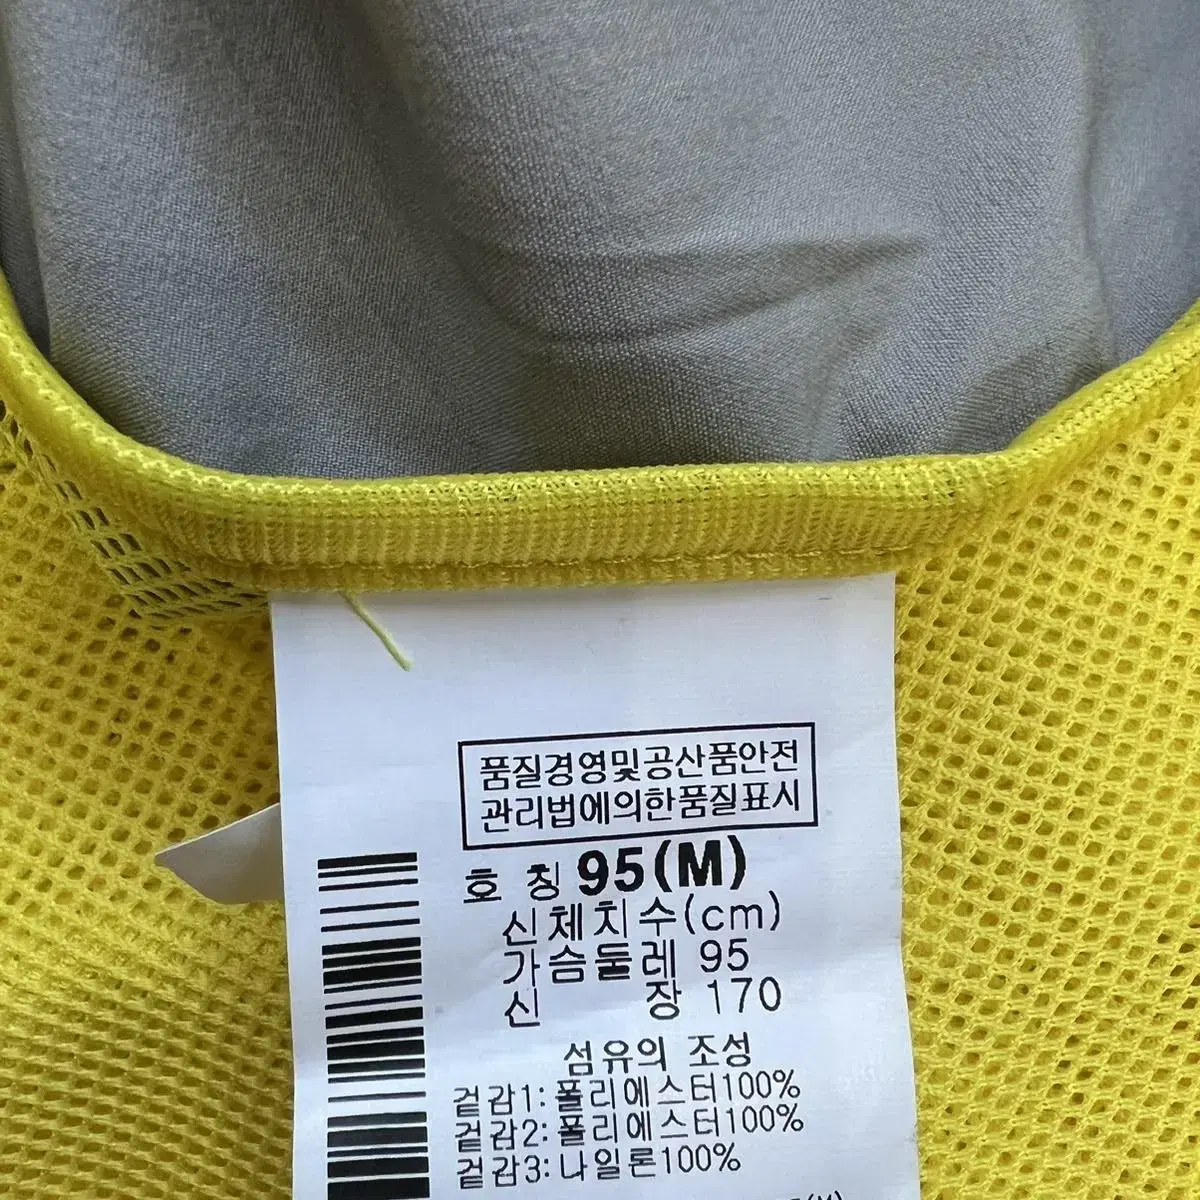 품질경영및공산품안전
관리법에의한품질표시
호 칭 95(M)
신체치수(cm)
가슴둘레 95
신 장 170
섬유의 조성
겉감1:폴리에스터100%
겉감2:폴리에스터100%
겉감3:나일론100%